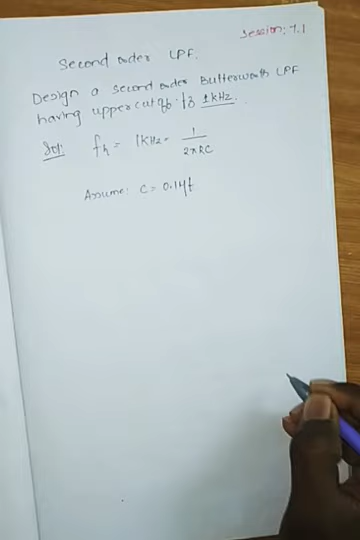 Session: 7.1
Second order LPF.
Design a second order Butterworth LPF
having upper cut off to 1kHz.
Sol:
fh = 1kHz = 1/2πRC
Assume: C = 0.1μf